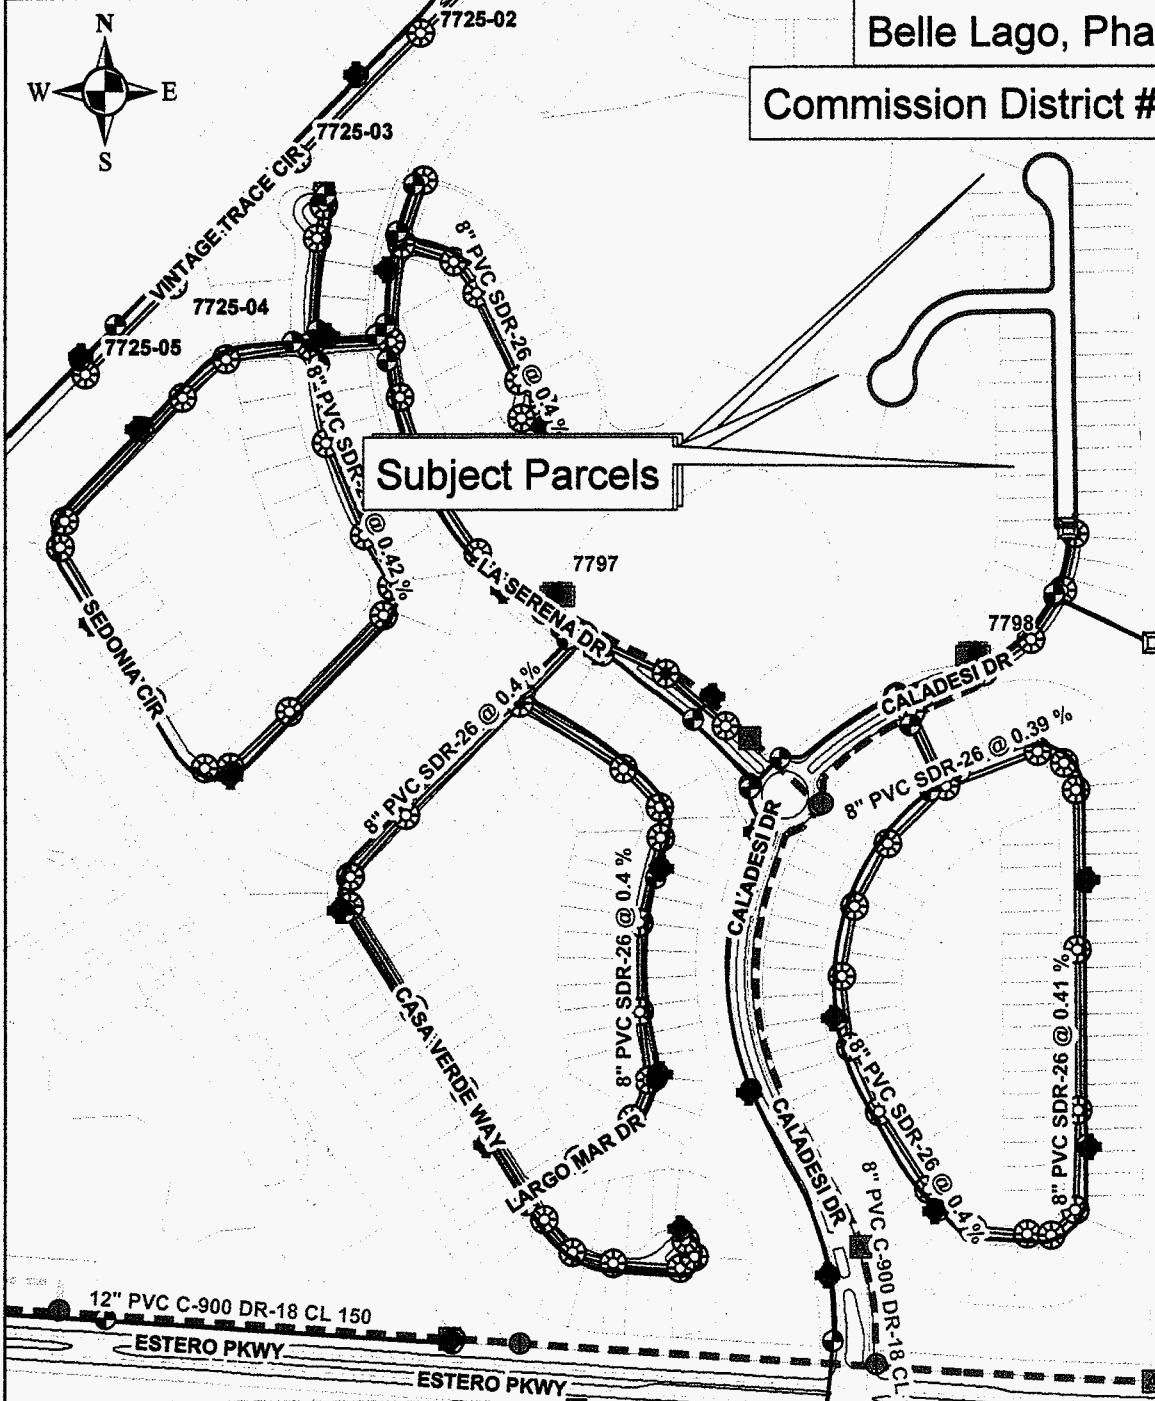 7725-02
Belle Lago, Pha
N
W
E
S
Commission District #
7725-03
VINTAGE TRACE CIR
8" PVC SDR-26 @ 0.4 %
7725-04
7725-05
8" PVC SDR-2 @ 0.42 %
Subject Parcels
7797
LA SERENA DR
SEDONIA CIR
7798
CALADESI DR
8" PVC SDR-26 @ 0.4 %
8" PVC SDR-26 @ 0.39 %
CALADESI DR
8" PVC SDR-26 @ 0.4 %
8" PVC SDR-26 @ 0.41 %
CASA VERDE WAY
8" PVC SDR-26 @ 0.4 %
CALADESI DR
LARGO MAR DR
8" PVC C-900 DR-18 CL
12" PVC C-900 DR-18 CL 150
ESTERO PKWY
ESTERO PKWY